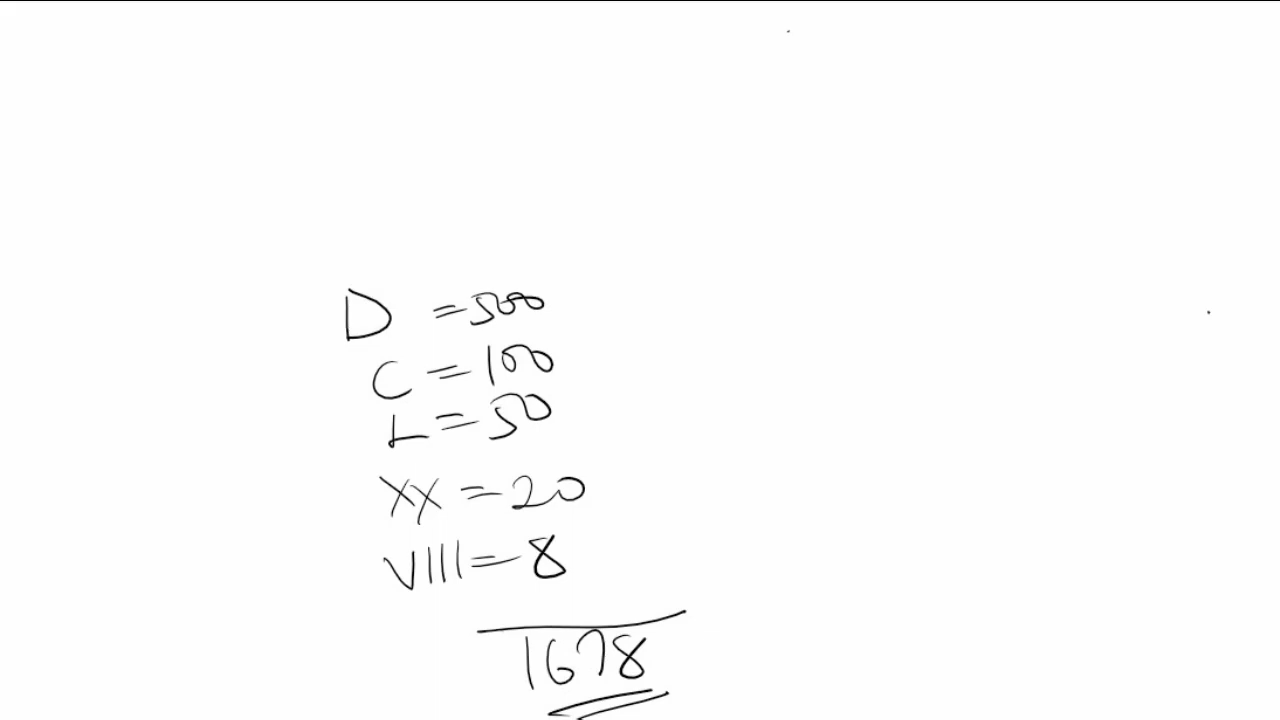 D = 500
C = 100
L = 50
XX = 20
VIII = 8
1678